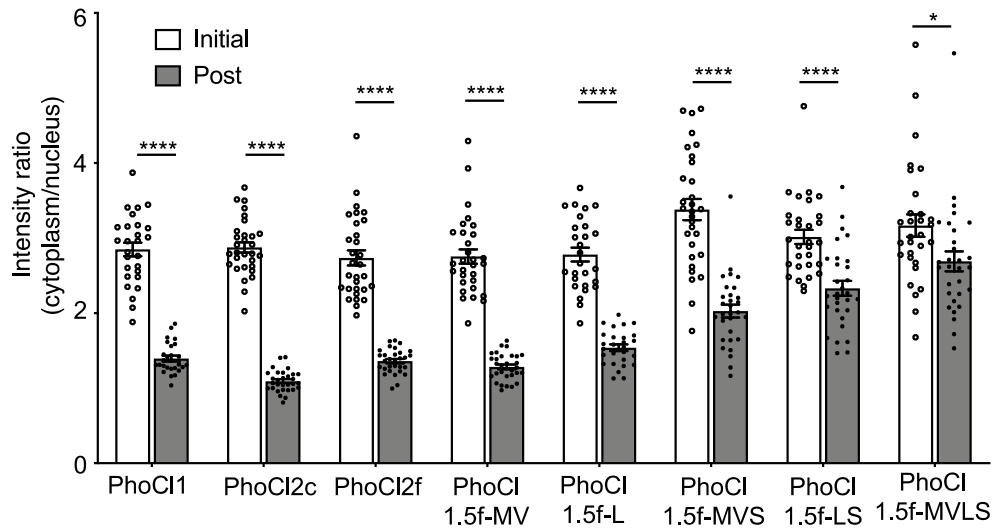 Intensity ratio
(cytoplasm/nucleus)
6
4
2
0
Initial
Post
****
****
****
****
****
****
****
*
PhoCl1
PhoCl2c
PhoCl2f
PhoCl
1.5f-MV
PhoCl
1.5f-L
PhoCl
1.5f-MVS
PhoCl
1.5f-LS
PhoCl
1.5f-MVLS